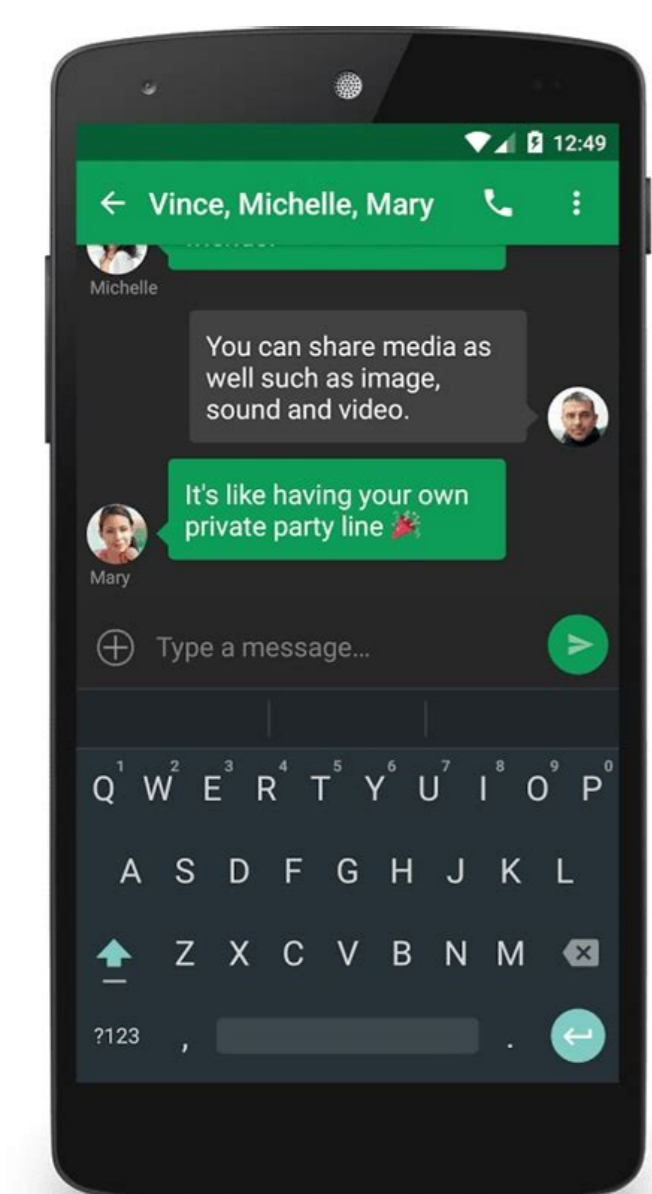 12:49
Vince, Michelle, Mary
Michelle
You can share media as
well such as image,
sound and video.
It's like having your own
private party line 🎉
Mary
Type a message...
1 2 3 4 5 6 7 8 9 0
Q W E R T Y U I O P
A S D F G H J K L
Z X C V B N M
?123 , .